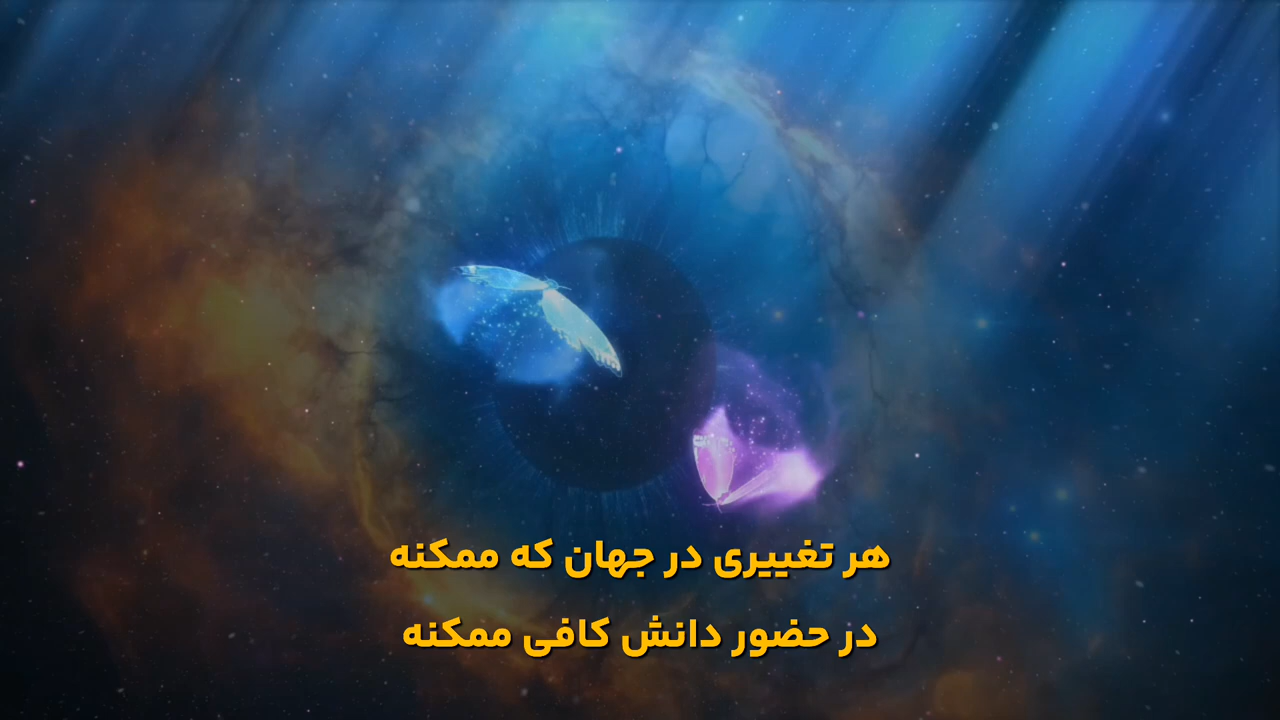 هر تغییری در جهان که ممکنه
در حضور دانش کافی ممکنه